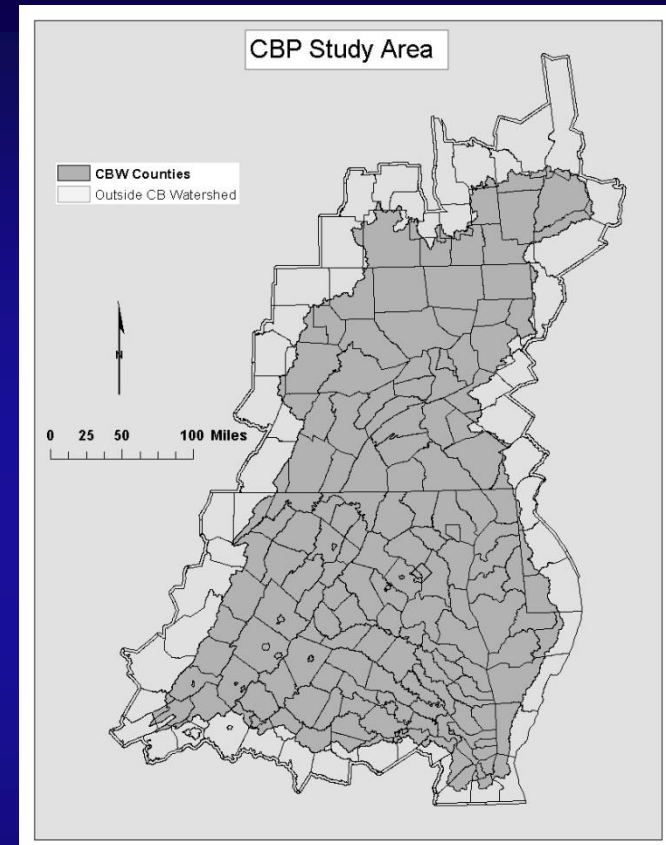 CBP Study Area
CBW Counties
Outside CB Watershed
N
0 25 50 100 Miles